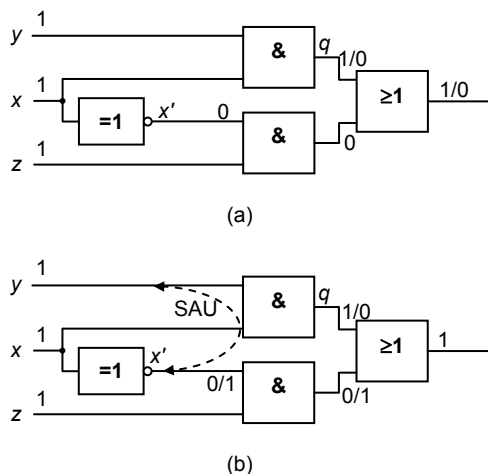 y 1
& q 1/0
x 1
≥1 1/0
=1 x' 0
& 0
z 1
(a)
y 1
SAU
& q 1/0
x 1
≥1 1
=1 x' 0/1
& 0/1
z 1
(b)